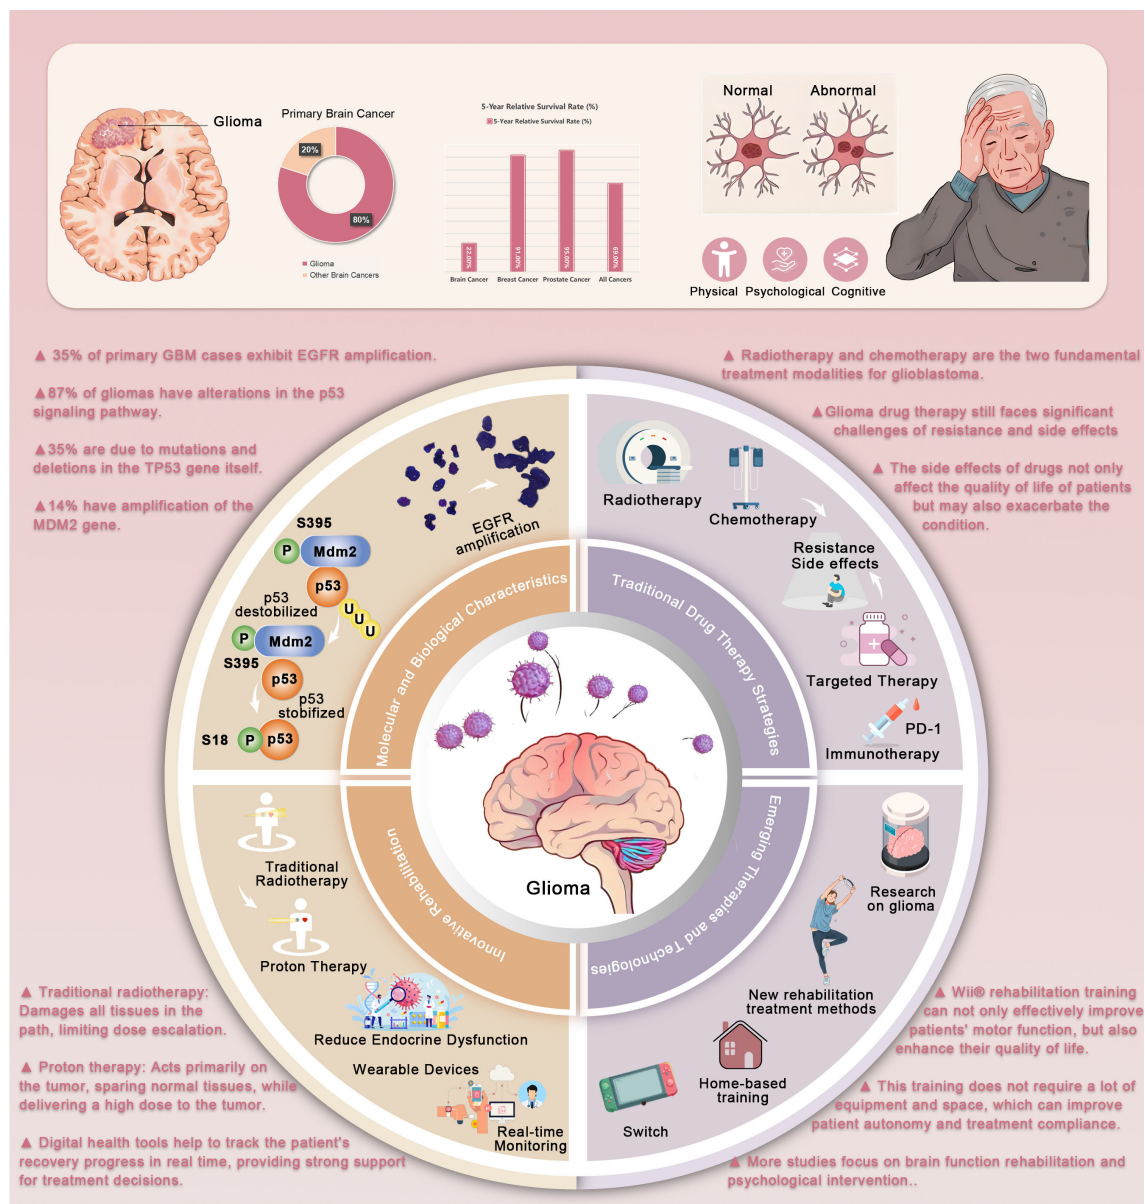 Glioma
Primary Brain Cancer
20%
80%
Glioma
Other Brain Cancers
5-Year Relative Survival Rate (%)
5-Year Relative Survival Rate (%)
22.00%
91.00%
95.00%
69.00%
Brain Cancer
Breast Cancer
Prostate Cancer
All Cancers
Normal
Abnormal
Physical
Psychological
Cognitive
▲ 35% of primary GBM cases exhibit EGFR amplification.
▲87% of gliomas have alterations in the p53
signaling pathway.
▲35% are due to mutations and
deletions in the TP53 gene itself.
▲14% have amplification of the
MDM2 gene.
▲ Radiotherapy and chemotherapy are the two fundamental
treatment modalities for glioblastoma.
▲Glioma drug therapy still faces significant
challenges of resistance and side effects
▲ The side effects of drugs not only
affect the quality of life of patients
but may also exacerbate the
condition.
EGFR
amplification
S395
P
Mdm2
p53
U
U
U
p53
destobilized
P
Mdm2
S395
p53
p53
stobifized
S18
P
p53
Molecular and Biological Characteristics
Radiotherapy
Chemotherapy
Resistance
Side effects
Targeted Therapy
PD-1
Immunotherapy
Traditional Drug Therapy Strategies
Glioma
Traditional
Radiotherapy
Proton Therapy
Reduce Endocrine Dysfunction
Wearable Devices
Real-time
Monitoring
Innovative Rehabilitation
Research
on glioma
New rehabilitation
treatment methods
Home-based
training
Switch
Emerging Therapies and Technologies
▲ Traditional radiotherapy:
Damages all tissues in the
path, limiting dose escalation.
▲ Proton therapy: Acts primarily on
the tumor, sparing normal tissues, while
delivering a high dose to the tumor.
▲ Digital health tools help to track the patient's
recovery progress in real time, providing strong support
for treatment decisions.
▲ Wii® rehabilitation training
can not only effectively improve
patients' motor function, but also
enhance their quality of life.
▲ This training does not require a lot of
equipment and space, which can improve
patient autonomy and treatment compliance.
▲ More studies focus on brain function rehabilitation and
psychological intervention..